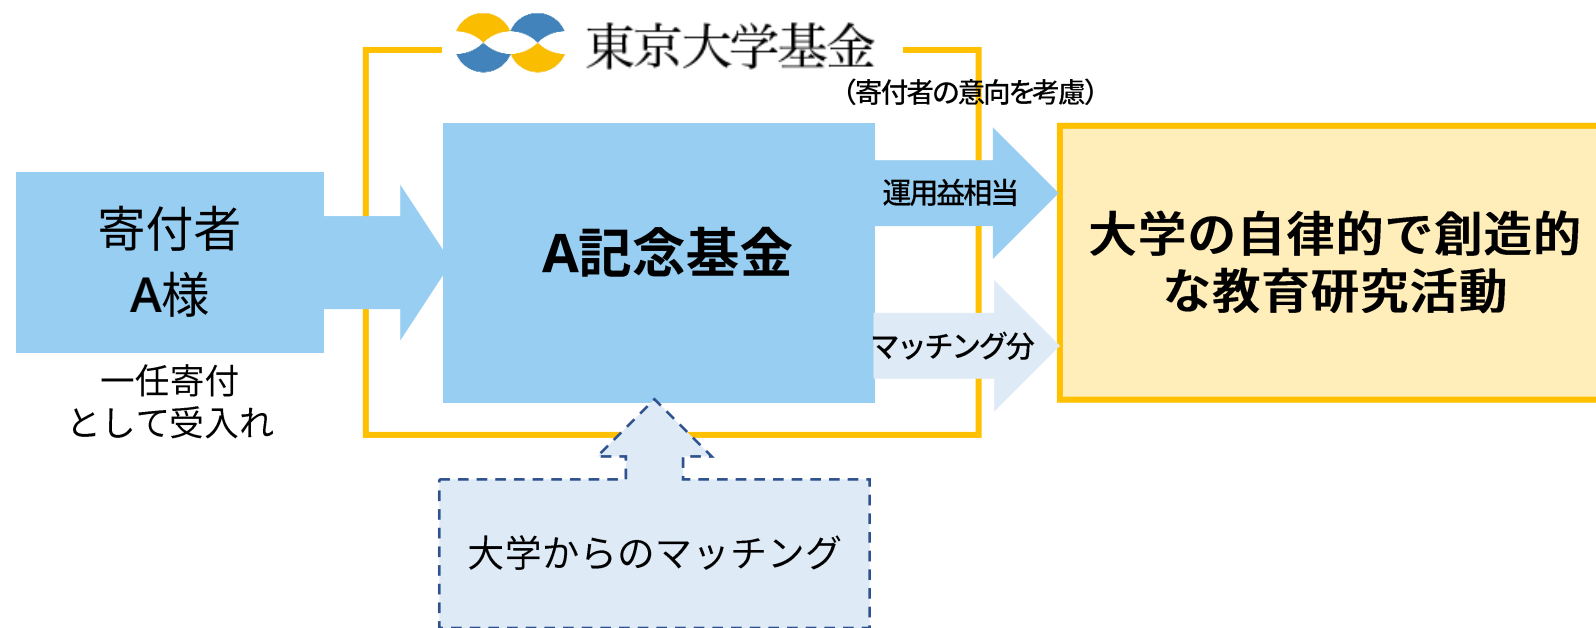 東京大学基金
（寄付者の意向を考慮）
寄付者
A様
一任寄付
として受入れ
A記念基金
運用益相当
マッチング分
大学の自律的で創造的
な教育研究活動
大学からのマッチング